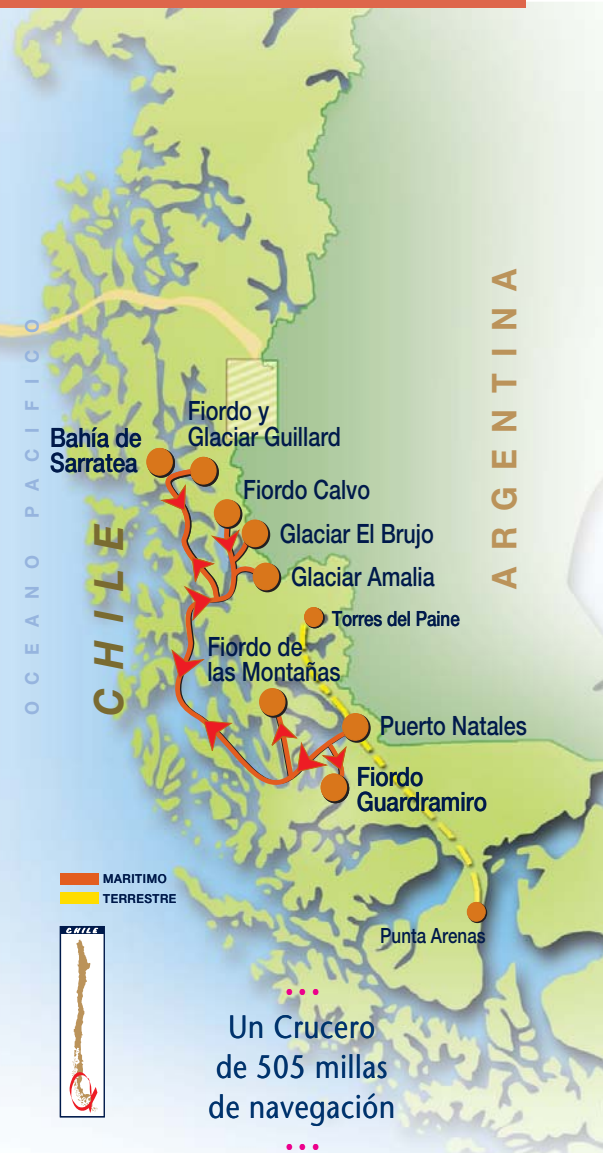 ARGENTINA
OCEANO PACIFICO
Fiordo y
Glaciar Guillard
Bahía de
Sarratea
Fiordo Calvo
Glaciar El Brujo
CHILE
Glaciar Amalia
Torres del Paine
Fiordo de
las Montañas
Puerto Natales
Fiordo
Guardramiro
MARITIMO
TERRESTRE
CHILE
Punta Arenas
Un Crucero
de 505 millas
de navegación